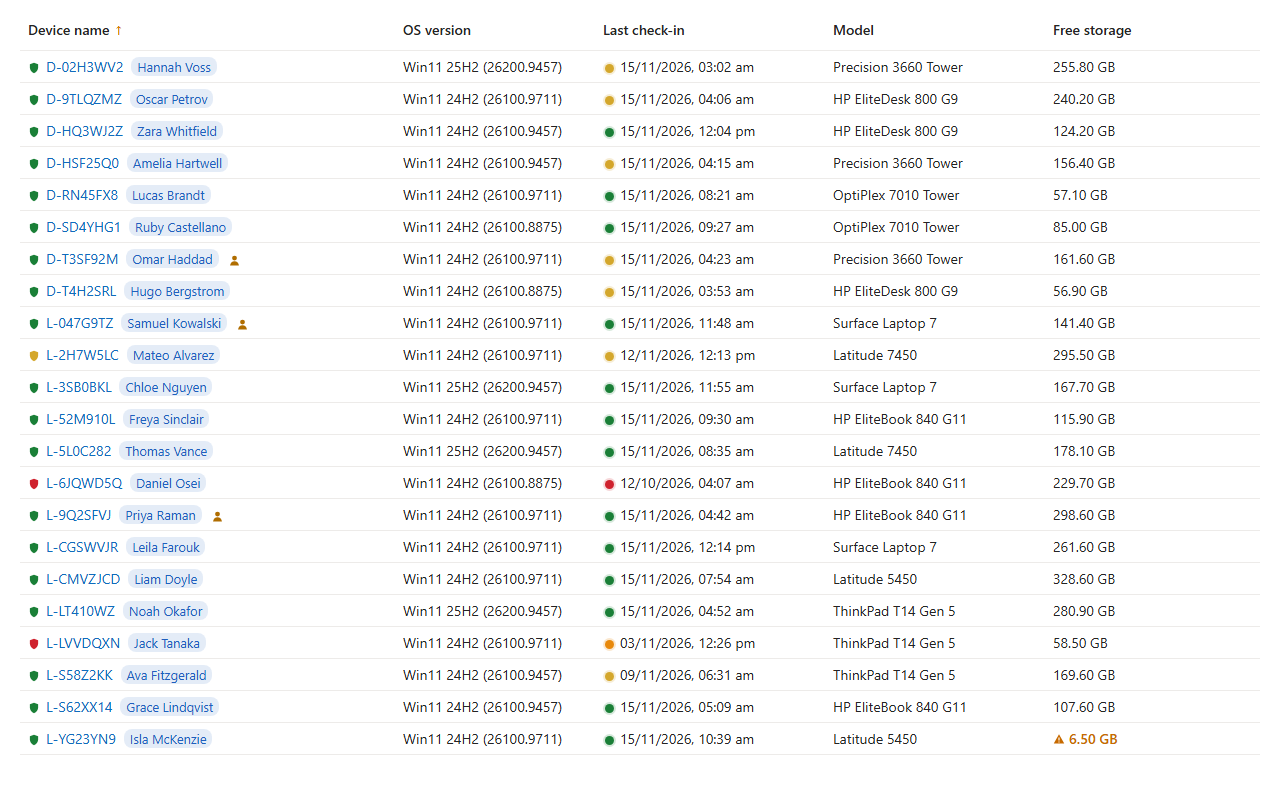 Device name ↑ OS version Last check-in Model Free storage
D-02H3WV2 Hannah Voss Win11 25H2 (26200.9457) 15/11/2026, 03:02 am Precision 3660 Tower 255.80 GB
D-9TLQZMZ Oscar Petrov Win11 24H2 (26100.9711) 15/11/2026, 04:06 am HP EliteDesk 800 G9 240.20 GB
D-HQ3WJ2Z Zara Whitfield Win11 24H2 (26100.9457) 15/11/2026, 12:04 pm HP EliteDesk 800 G9 124.20 GB
D-HSF25Q0 Amelia Hartwell Win11 24H2 (26100.9711) 15/11/2026, 04:15 am Precision 3660 Tower 156.40 GB
D-RN45FX8 Lucas Brandt Win11 24H2 (26100.9711) 15/11/2026, 08:21 am OptiPlex 7010 Tower 57.10 GB
D-SD4YHG1 Ruby Castellano Win11 24H2 (26100.8875) 15/11/2026, 09:27 am OptiPlex 7010 Tower 85.00 GB
D-T3SF92M Omar Haddad Win11 24H2 (26100.9711) 15/11/2026, 04:23 am Precision 3660 Tower 161.60 GB
D-T4H2SRL Hugo Bergstrom Win11 24H2 (26100.8875) 15/11/2026, 03:53 am HP EliteDesk 800 G9 56.90 GB
L-047G9TZ Samuel Kowalski Win11 24H2 (26100.9711) 15/11/2026, 11:48 am Surface Laptop 7 141.40 GB
L-2H7W5LC Mateo Alvarez Win11 24H2 (26100.9711) 12/11/2026, 12:13 pm Latitude 7450 295.50 GB
L-3SB0BKL Chloe Nguyen Win11 25H2 (26200.9457) 15/11/2026, 11:55 am Surface Laptop 7 167.70 GB
L-52M910L Freya Sinclair Win11 24H2 (26100.9711) 15/11/2026, 09:30 am HP EliteBook 840 G11 115.90 GB
L-5L0C282 Thomas Vance Win11 25H2 (26200.9457) 15/11/2026, 08:35 am Latitude 7450 178.10 GB
L-6JQWD5Q Daniel Osei Win11 24H2 (26100.8875) 12/10/2026, 04:07 am HP EliteBook 840 G11 229.70 GB
L-9Q2SFVJ Priya Raman Win11 24H2 (26100.9711) 15/11/2026, 04:42 am HP EliteBook 840 G11 298.60 GB
L-CGSWVJR Leila Farouk Win11 24H2 (26100.9711) 15/11/2026, 12:14 pm Surface Laptop 7 261.60 GB
L-CMVZJCD Liam Doyle Win11 24H2 (26100.9711) 15/11/2026, 07:54 am Latitude 5450 328.60 GB
L-LT410WZ Noah Okafor Win11 25H2 (26200.9457) 15/11/2026, 04:52 am ThinkPad T14 Gen 5 280.90 GB
L-LVVDQXN Jack Tanaka Win11 24H2 (26100.9711) 03/11/2026, 12:26 pm ThinkPad T14 Gen 5 58.50 GB
L-S58Z2KK Ava Fitzgerald Win11 24H2 (26100.9711) 09/11/2026, 06:31 am ThinkPad T14 Gen 5 169.60 GB
L-S62XX14 Grace Lindqvist Win11 24H2 (26100.9457) 15/11/2026, 05:09 am HP EliteBook 840 G11 107.60 GB
L-YG23YN9 Isla McKenzie Win11 24H2 (26100.9711) 15/11/2026, 10:39 am Latitude 5450 6.50 GB